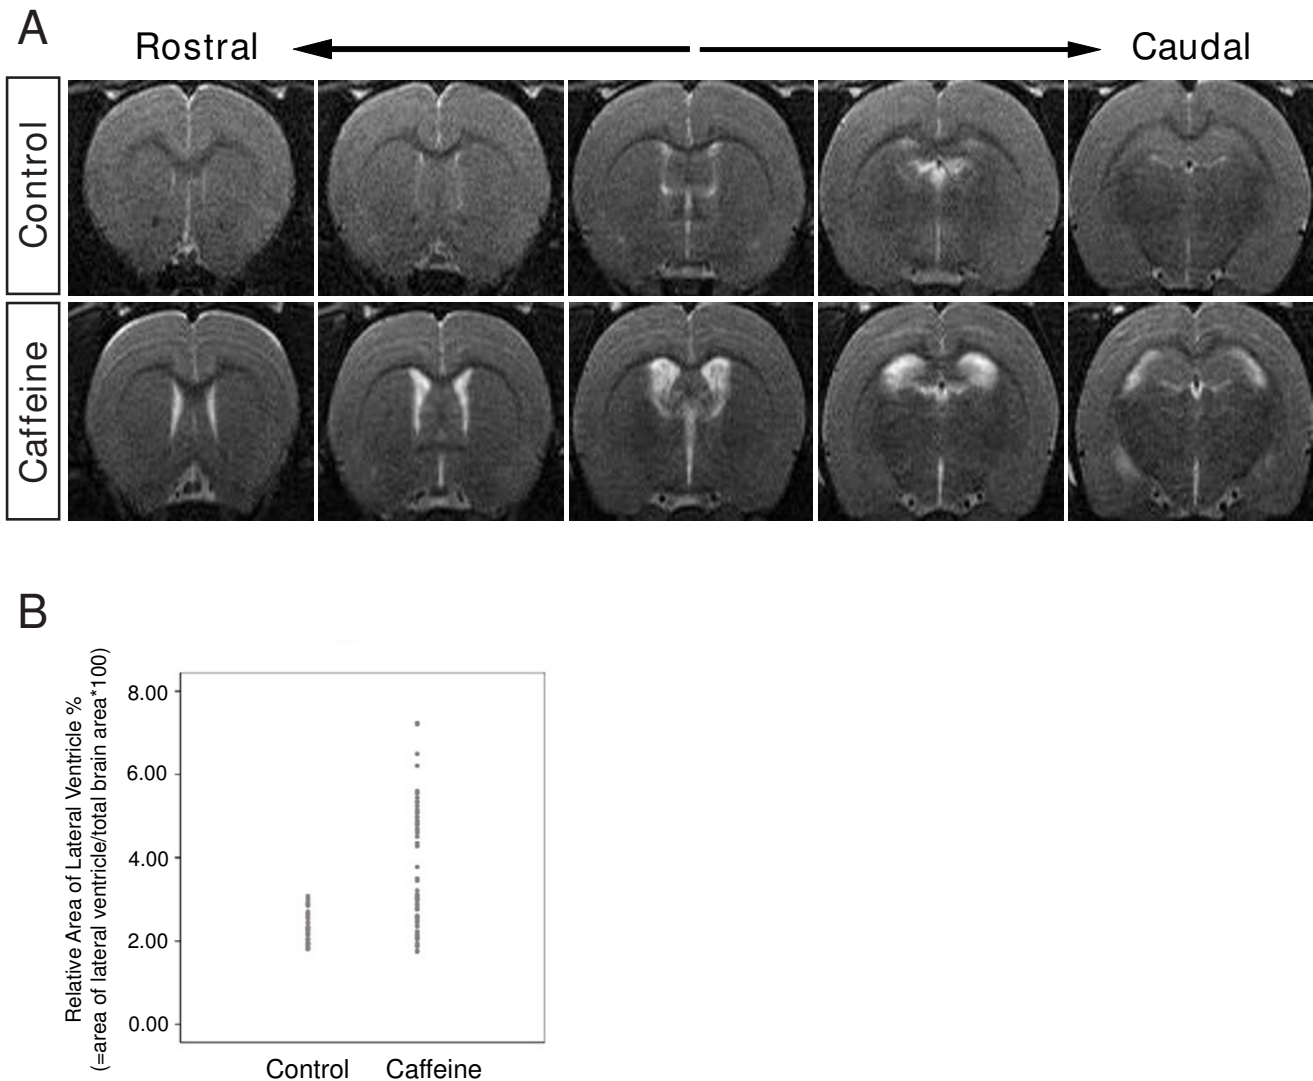 A
Rostral
Caudal
Control
Caffeine
B
Relative Area of Lateral Ventricle %
(=area of lateral ventricle/total brain area*100)
8.00
6.00
4.00
2.00
0.00
Control Caffeine